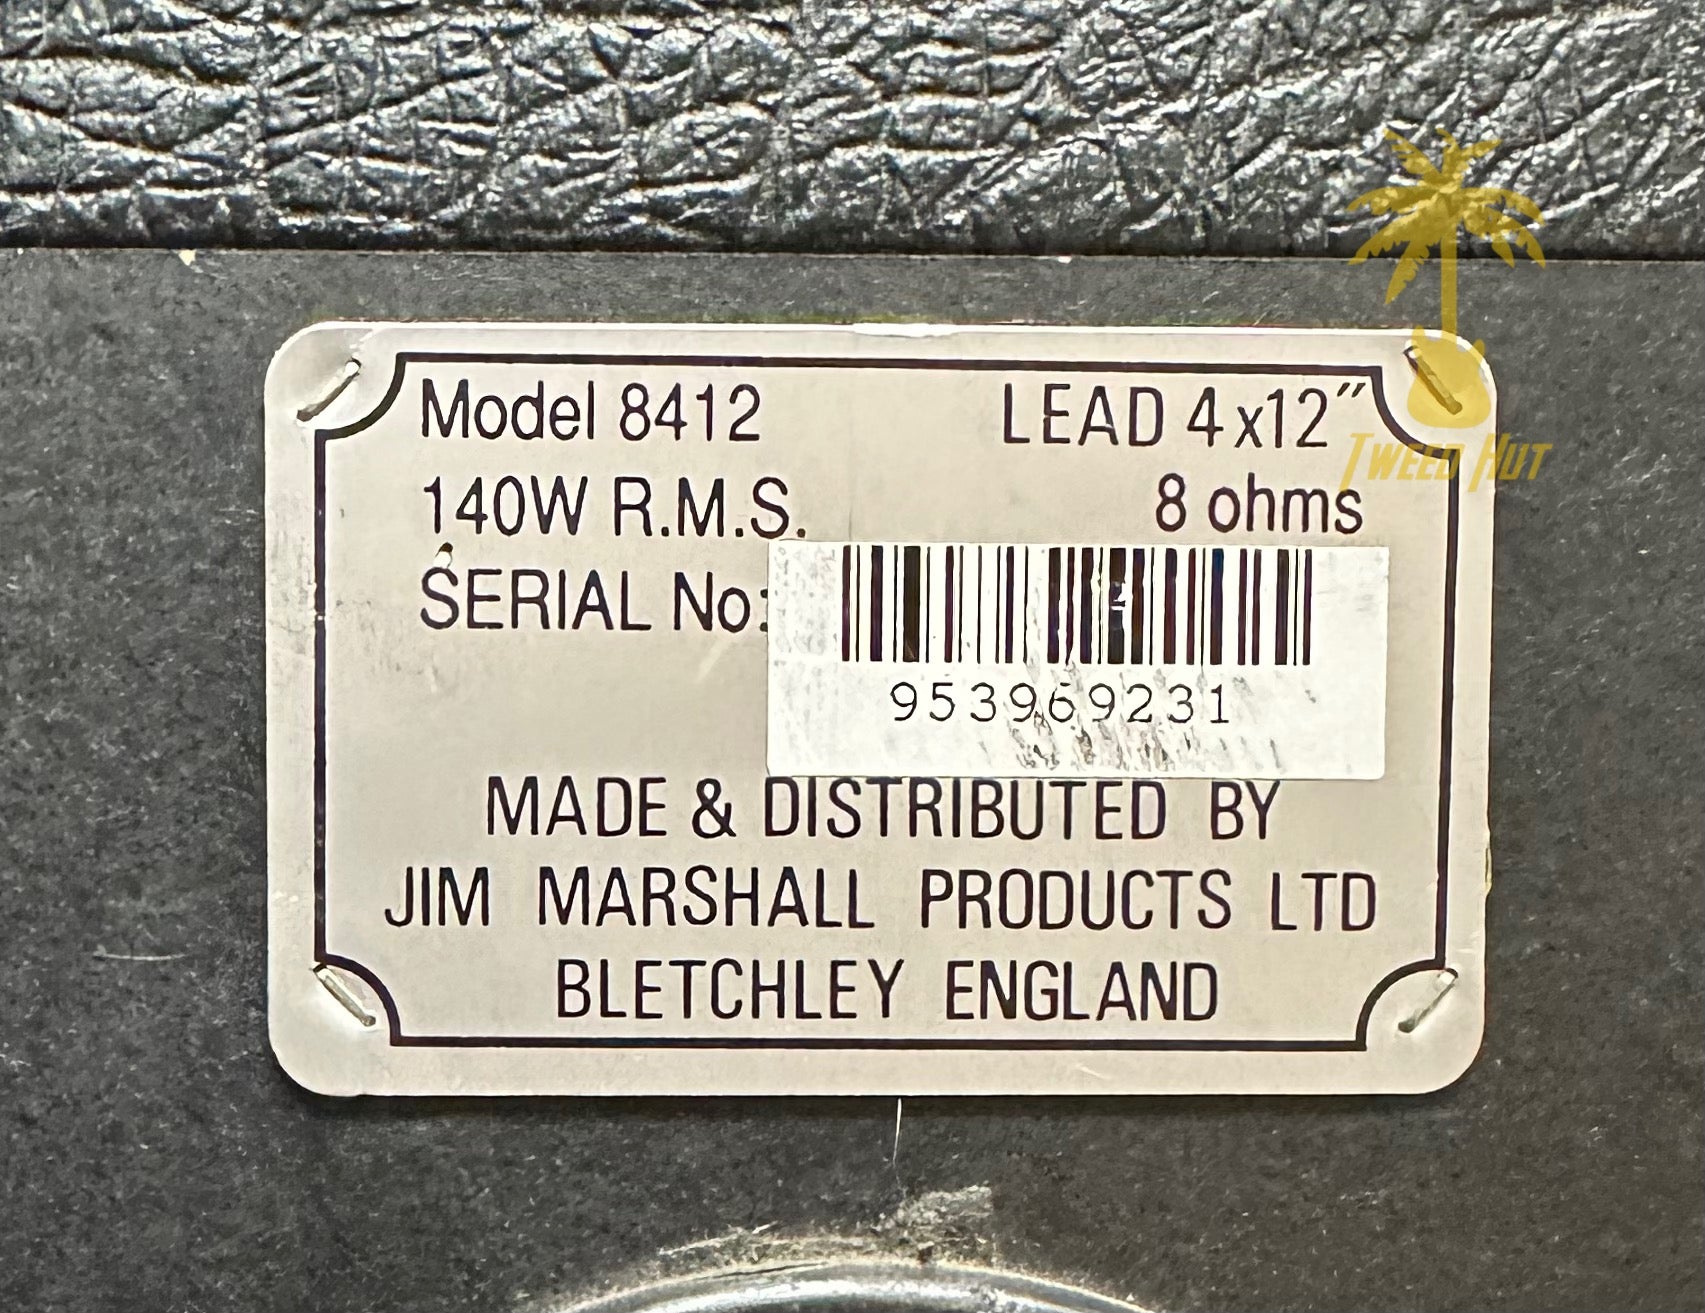 Model 8412 LEAD 4x12"
140W R.M.S. 8 ohms
SERIAL No:
953969231
MADE & DISTRIBUTED BY
JIM MARSHALL PRODUCTS LTD
BLETCHLEY ENGLAND
TWEED HUT